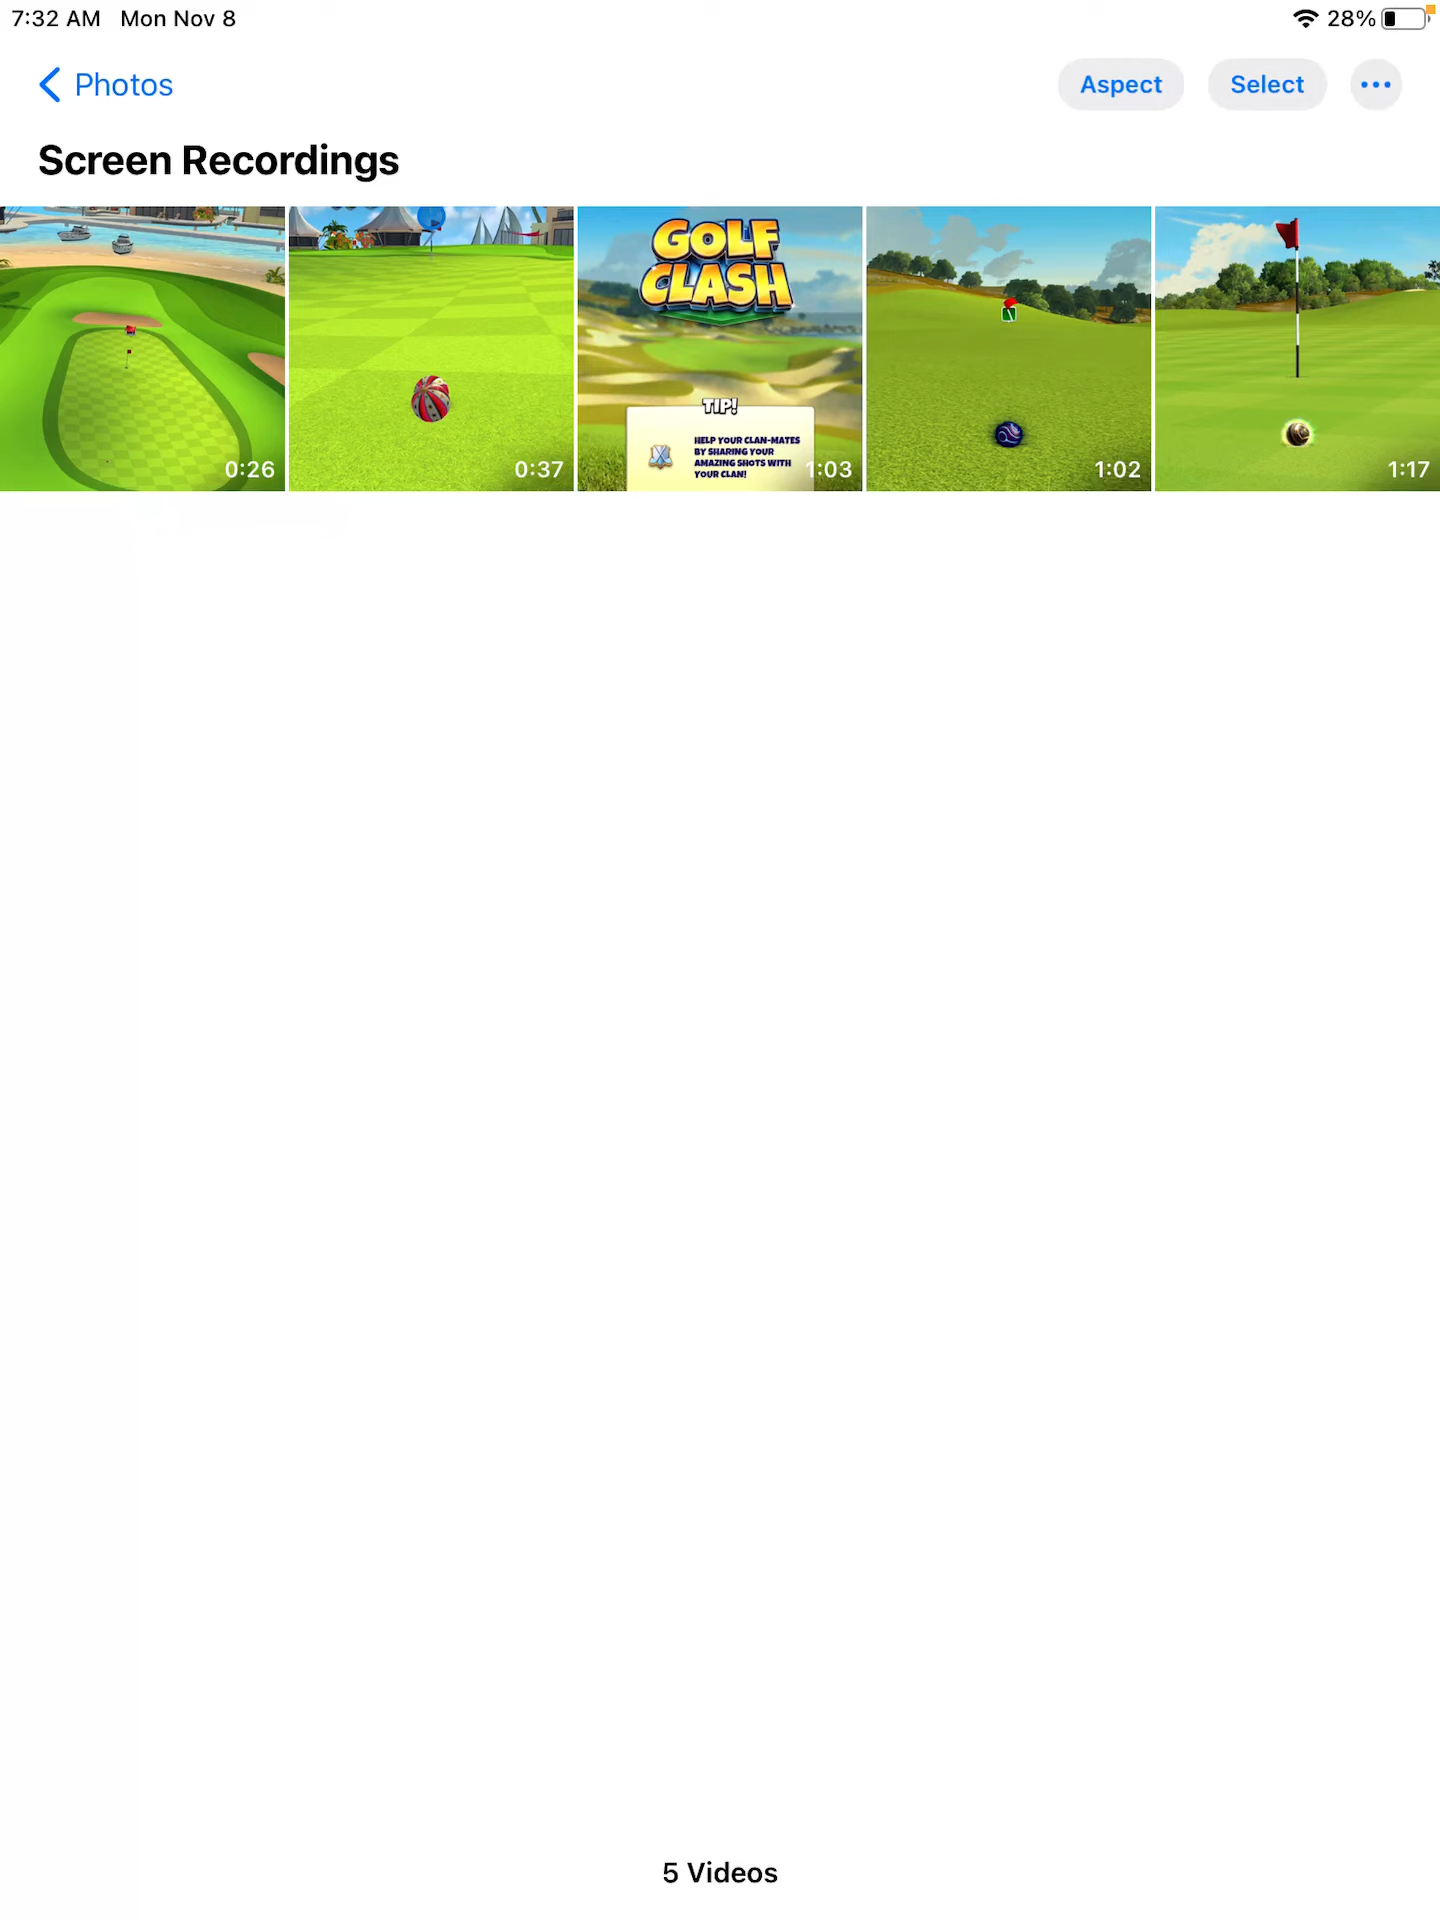 7:32 AM Mon Nov 8
28%
Photos
Aspect
Select
Screen Recordings
GOLF
CLASH
TIP!
HELP YOUR CLAN-MATES
BY SHARING YOUR
AMAZING SHOTS WITH
YOUR CLAN!
0:26
0:37
1:03
1:02
1:17
5 Videos